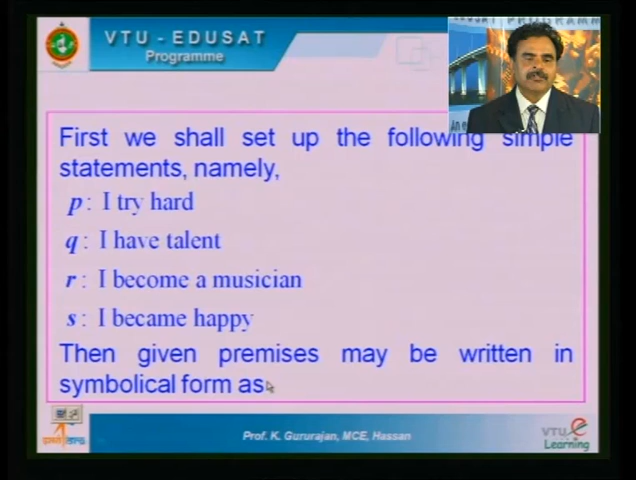 VTU - EDUSAT
Programme
First we shall set up the following simple
statements, namely,
p : I try hard
q : I have talent
r : I become a musician
s : I became happy
Then given premises may be written in
symbolical form as
Prof. K. Gururajan, MCE, Hassan
VTU e
Learning